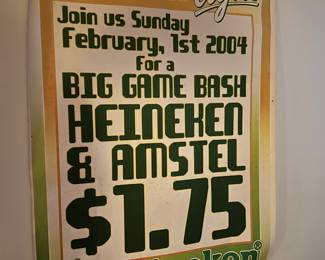 Join us Sunday
February, 1st 2004
For a
BIG GAME BASH
HEINEKEN
& AMSTEL
$1.75